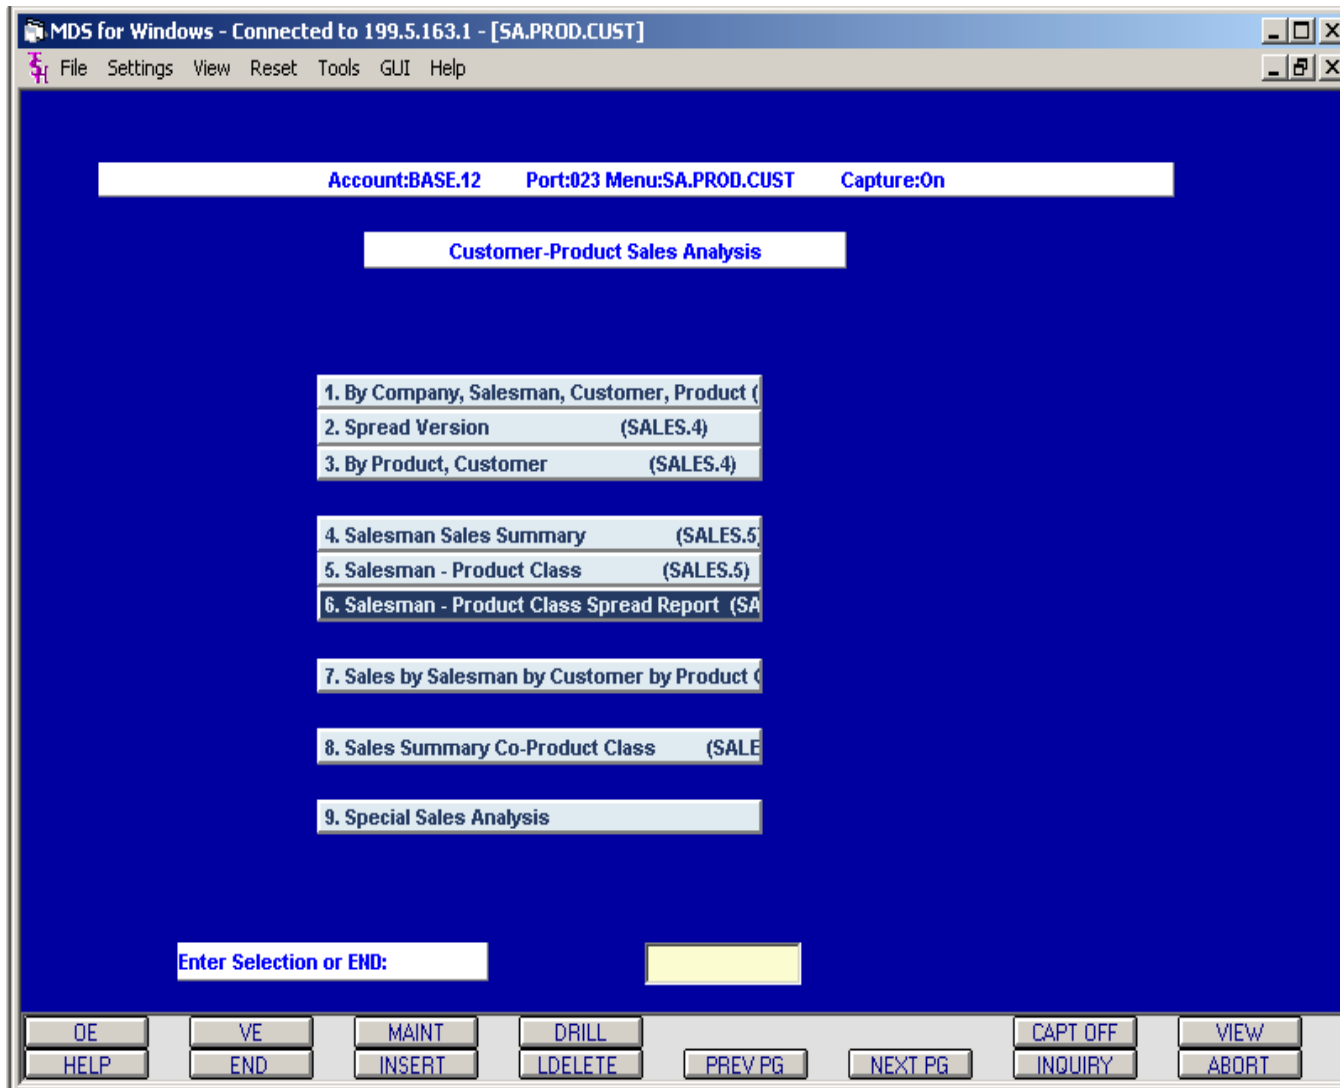 MDS for Windows - Connected to 199.5.163.1 - [SA.PROD.CUST]
File Settings View Reset Tools GUI Help
Account:BASE.12 Port:023 Menu:SA.PROD.CUST Capture:On
Customer-Product Sales Analysis
1. By Company, Salesman, Customer, Product (
2. Spread Version (SALES.4)
3. By Product, Customer (SALES.4)
4. Salesman Sales Summary (SALES.5)
5. Salesman - Product Class (SALES.5)
6. Salesman - Product Class Spread Report (SA
7. Sales by Salesman by Customer by Product
8. Sales Summary Co-Product Class (SALE
9. Special Sales Analysis
Enter Selection or END:
OE VE MAINT DRILL CAPT OFF VIEW
HELP END INSERT LDELETE PREV PG NEXT PG INQUIRY ABORT